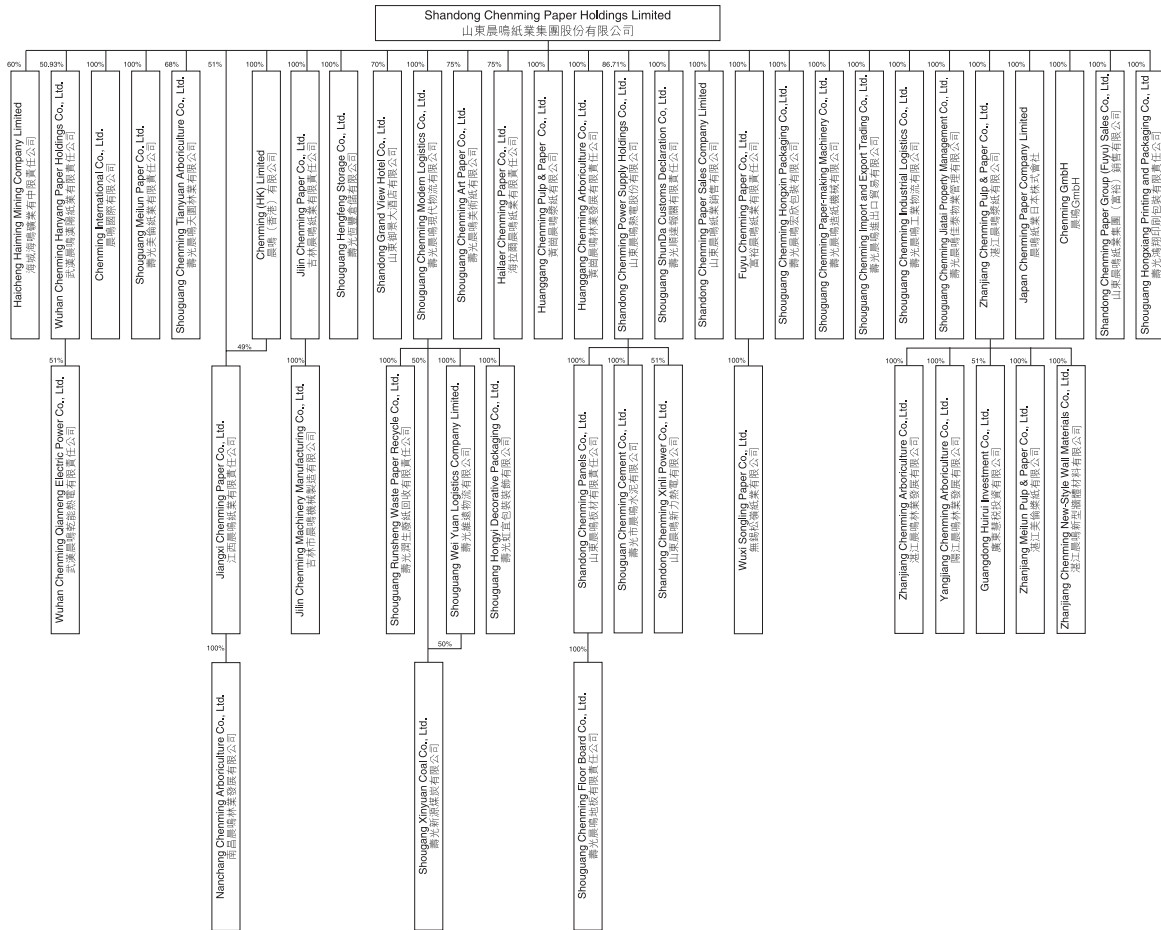 Shandong Chenming Paper Holdings Limited
山東晨鳴紙業集團股份有限公司
60%
Haicheng Haiming Mining Company Limited
海城海鳴礦業有申限責任公司
50.93%
Wuhan Chenming Hanyang Paper Holdings Co., Ltd.
武漢晨鳴漢陽紙業有限責任公司
100%
Chenming International Co., Ltd.
晨鳴國際有限公司
100%
Shouguang Meilun Paper Co., Ltd.
壽光美倫紙業有限責任公司
68%
Shouguang Chenming Tianyuan Arboriculture Co., Ltd.
壽光晨鳴天園林業有限公司
51%
100%
Chenming (HK) Limited
晨鳴（香港）有限公司
100%
Jilin Chenming Paper Co., Ltd.
吉林晨鳴紙業有限責任公司
100%
Shouguang Hengfeng Storage Co., Ltd.
壽光恆豐倉儲有限公司
70%
Shandong Grand View Hotel Co., Ltd.
山東御景大酒店有限公司
100%
Shouguang Chenming Modern Logistics Co., Ltd.
壽光晨鳴現代物流有限公司
75%
Shouguang Chenming Art Paper Co., Ltd.
壽光晨鳴美術紙有限公司
75%
Hailaer Chenming Paper Co., Ltd.
海拉爾晨鳴紙業有限公司
100%
Huanggang Chenming Pulp & Paper Co., Ltd.
黃岡晨鳴漿紙有限公司
100%
Huanggang Chenming Arboriculture Co., Ltd.
黃岡晨鳴林業發展有限責任公司
86.71%
Shandong Chenming Power Supply Holdings Co., Ltd.
山東晨鳴熱電股份有限公司
100%
Shouguang ShunDa Customs Declaration Co, Ltd.
壽光順達報關有限責任公司
100%
Shandong Chenming Paper Sales Company Limited
山東晨鳴紙業銷售有限公司
100%
Fuyu Chenming Paper Co., Ltd.
富裕晨鳴紙業有限責任公司
100%
Shouguang Chenming Hongxin Packaging Co.,Ltd.
壽光晨鳴宏欣包裝有限公司
100%
Shouguang Chenming Paper-making Machinery Co., Ltd.
壽光晨鳴造紙機械有限公司
100%
Shouguang Chenming Import and Export Trading Co., Ltd.
壽光晨鳴進出口貿易有限公司
100%
Shouguang Chenming Industrial Logistics Co., Ltd.
壽光晨鳴工業物流有限公司
100%
Shouguang Chenming Jiatai Property Management Co., Ltd.
壽光晨鳴佳泰物業管理有限公司
100%
Zhanjiang Chenming Pulp & Paper Co., Ltd.
湛江晨鳴漿紙有限公司
100%
Japan Chenming Paper Company Limited
晨鳴紙業日本株式會社
100%
Chenming GmbH
晨鳴GmbH
100%
Shandong Chenming Paper Group (Fuyu) Sales Co., Ltd.
山東晨鳴紙業集團（富裕）銷售有限公司
100%
Shouguang Hongxiang Printing and Packaging Co., Ltd.
壽光鴻翔印刷包裝有限責任公司
51%
Wuhan Chenming Qianneng Electric Power Co., Ltd.
武漢晨鳴乾能熱電有限責任公司
49%
Jiangxi Chenming Paper Co., Ltd.
江西晨鳴紙業有限責任公司
100%
Jilin Chenming Machinery Manufacturing Co., Ltd.
吉林市晨鳴機械製造有限公司
100%
Shouguang Runsheng Waste Paper Recycle Co., Ltd.
壽光潤生廢紙回收有限責任公司
50%
100%
Shouguang Wei Yuan Logistics Company Limited.
壽光維遠物流有限公司
100%
Shouguang Hongyi Decorative Packaging Co., Ltd.
壽光虹宜包裝裝飾有限公司
100%
Shandong Chenming Panels Co., Ltd.
山東晨鳴板材有限責任公司
100%
Shouguan Chenming Cement Co., Ltd.
壽光市晨鳴水泥有限公司
51%
Shandong Chenming Xinli Power Co., Ltd.
山東晨鳴新力熱電有限公司
100%
Wuxi Songling Paper Co., Ltd.
無錫松嶺紙業有限公司
100%
Zhanjiang Chenming Arboriculture Co.,Ltd.
湛江晨鳴林業發展有限公司
100%
Yangjiang Chenming Arboriculture Co., Ltd.
陽江晨鳴林業發展有限公司
51%
Guangdong Huirui Investment Co., Ltd.
廣東慧稅投資有限公司
100%
Zhanjiang Meilun Pulp & Paper Co., Ltd.
湛江美倫漿紙有限公司
100%
Zhanjiang Chenming New-Style Wall Materials Co., Ltd.
湛江晨鳴新型牆體材料有限公司
100%
Nanchang Chenming Arboriculture Co., Ltd.
南昌晨鳴林業發展有限公司
50%
Shougang Xinyuan Coal Co., Ltd.
壽光新源煤炭有限公司
100%
Shouguang Chenming Floor Board Co., Ltd.
壽光晨鳴地板有限責任公司